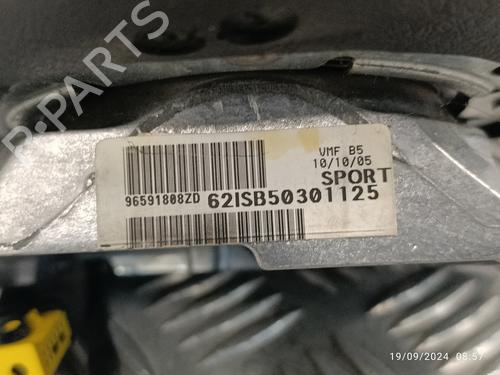 B-PARTS
VMF B5
10/10/05
SPORT
96591808ZD
62ISB50301125
19/09/2024 08:57